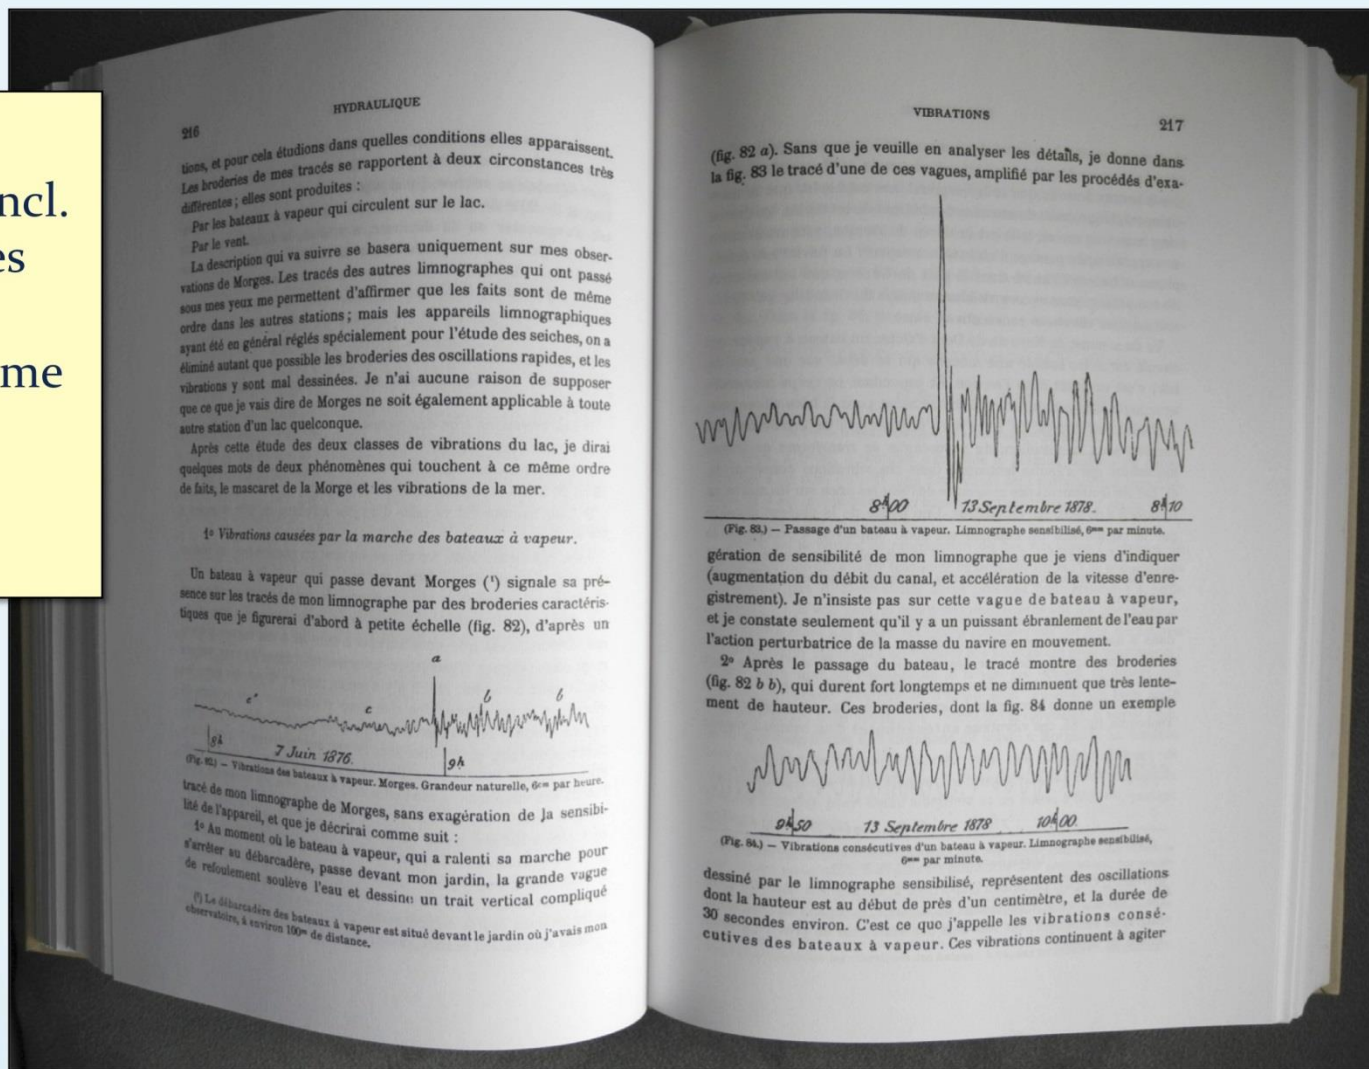 ncl.
es
me
HYDRAULIQUE
216
tions, et pour cela étudions dans quelles conditions elles apparaissent.
Les broderies de mes tracés se rapportent à deux circonstances très
différentes ; elles sont produites :
Par les bateaux à vapeur qui circulent sur le lac.
Par le vent.
La description qui va suivre se basera uniquement sur mes obser-
vations de Morges. Les tracés des autres limnographes qui ont passé
sous mes yeux me permettent d'affirmer que les faits sont de même
ordre dans les autres stations ; mais les appareils limnographiques
ayant été en général réglés spécialement pour l'étude des seiches, on a
éliminé autant que possible les broderies des oscillations rapides, et les
vibrations y sont mal dessinées. Je n'ai aucune raison de supposer
que ce que je vais dire de Morges ne soit également applicable à toute
autre station d'un lac quelconque.
Après cette étude des deux classes de vibrations du lac, je dirai
quelques mots de deux phénomènes qui touchent à ce même ordre
de faits, le mascaret de la Morge et les vibrations de la mer.
1º Vibrations causées par la marche des bateaux à vapeur.
Un bateau à vapeur qui passe devant Morges (¹) signale sa pré-
sence sur les tracés de mon limnographe par des broderies caractéris-
tiques que je figurerai d'abord à petite échelle (fig. 82), d'après un
a
c' c b b
8h 7 Juin 1876. 9h
(Fig. 82.) — Vibrations des bateaux à vapeur. Morges. Grandeur naturelle, 6cm par heure.
tracé de mon limnographe de Morges, sans exagération de la sensibi-
lité de l'appareil, et que je décrirai comme suit :
1º Au moment où le bateau à vapeur, qui a ralenti sa marche pour
s'arrêter au débarcadère, passe devant mon jardin, la grande vague
de refoulement soulève l'eau et dessine un trait vertical compliqué
(¹) Le débarcadère des bateaux à vapeur est situé devant le jardin où j'avais mon
observatoire, à environ 100m de distance.
VIBRATIONS
217
(fig. 82 a). Sans que je veuille en analyser les détails, je donne dans
la fig. 83 le tracé d'une de ces vagues, amplifié par les procédés d'exa-
8h00 13 Septembre 1878. 8h10
(Fig. 83.) — Passage d'un bateau à vapeur. Limnographe sensibilisé, 6mm par minute.
gération de sensibilité de mon limnographe que je viens d'indiquer
(augmentation du débit du canal, et accélération de la vitesse d'enre-
gistrement). Je n'insiste pas sur cette vague de bateau à vapeur,
et je constate seulement qu'il y a un puissant ébranlement de l'eau par
l'action perturbatrice de la masse du navire en mouvement.
2º Après le passage du bateau, le tracé montre des broderies
(fig. 82 b b), qui durent fort longtemps et ne diminuent que très lente-
ment de hauteur. Ces broderies, dont la fig. 84 donne un exemple
9h50 13 Septembre 1878 10h00
(Fig. 84.) — Vibrations consécutives d'un bateau à vapeur. Limnographe sensibilisé,
6mm par minute.
dessiné par le limnographe sensibilisé, représentent des oscillations
dont la hauteur est au début de près d'un centimètre, et la durée de
30 secondes environ. C'est ce que j'appelle les vibrations consé-
cutives des bateaux à vapeur. Ces vibrations continuent à agiter